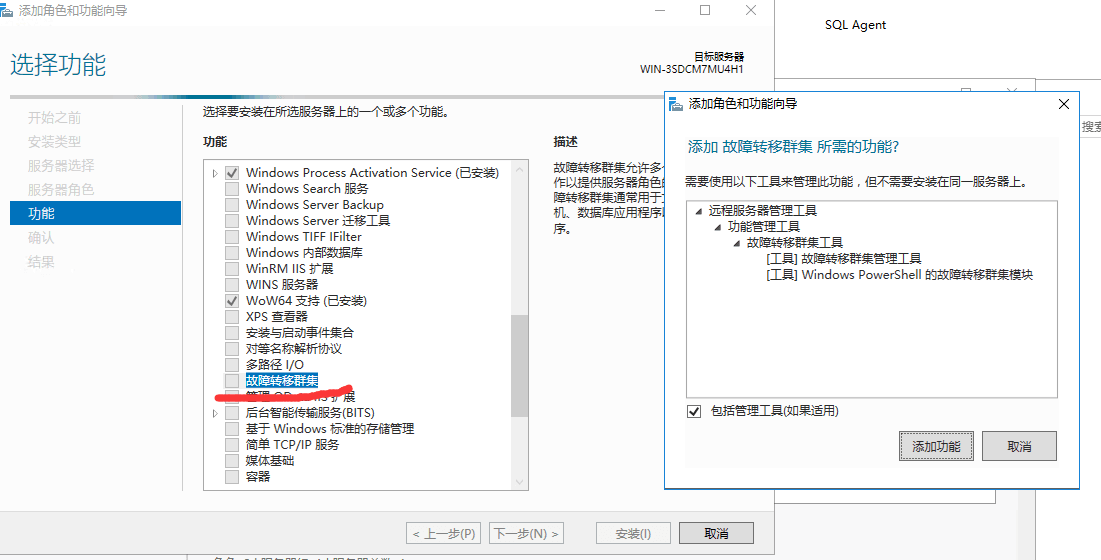 添加角色和功能向导
SQL Agent
选择功能
目标服务器
WIN-3SDCM7MU4H1
开始之前
安装类型
服务器选择
服务器角色
功能
确认
结果
选择要安装在所选服务器上的一个或多个功能。
功能
Windows Process Activation Service (已安装)
Windows Search 服务
Windows Server Backup
Windows Server 迁移工具
Windows TIFF IFilter
Windows 内部数据库
WinRM IIS 扩展
WINS 服务器
WoW64 支持 (已安装)
XPS 查看器
安装与启动事件集合
对等名称解析协议
多路径 I/O
故障转移群集
扩展
后台智能传输服务(BITS)
基于 Windows 标准的存储管理
简单 TCP/IP 服务
媒体基础
容器
描述
故障转移群集允许多个
作以提供服务器角色的
障转移群集通常用于
机、数据库应用程序
序。
< 上一步(P)
下一步(N) >
安装(I)
取消
添加角色和功能向导
添加 故障转移群集 所需的功能?
需要使用以下工具来管理此功能，但不需要安装在同一服务器上。
远程服务器管理工具
功能管理工具
故障转移群集工具
[工具] 故障转移群集管理工具
[工具] Windows PowerShell 的故障转移群集模块
包括管理工具(如果适用)
添加功能
取消
搜索